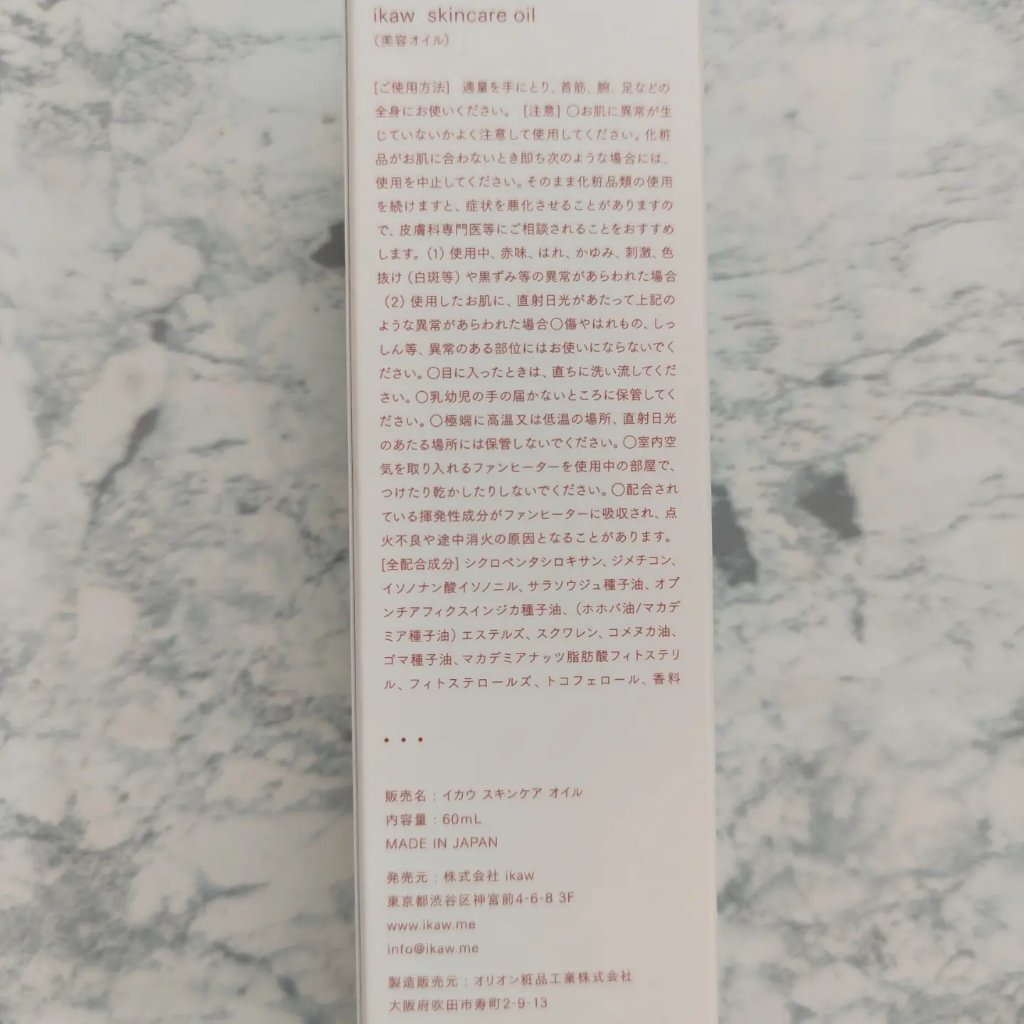 ikaw skincare oil
（美容オイル）
[ご使用方法] 適量を手にとり、首筋、腕、足などの
全身にお使いください。 [注意] ○お肌に異常が生
じていないかよく注意して使用してください。化粧
品がお肌に合わないとき即ち次のような場合には、
使用を中止してください。そのまま化粧品類の使用
を続けますと、症状を悪化させることがありますの
で、皮膚科専門医等にご相談されることをおすすめ
します。（1）使用中、赤味、はれ、かゆみ、刺激、色
抜け（白斑等）や黒ずみ等の異常があらわれた場合
（2）使用したお肌に、直射日光があたって上記の
ような異常があらわれた場合○傷やはれもの、しっ
しん等、異常のある部位にはお使いにならないでく
ださい。○目に入ったときは、直ちに洗い流してくだ
さい。○乳幼児の手の届かないところに保管してく
ださい。○極端に高温又は低温の場所、直射日光
のあたる場所には保管しないでください。○室内空
気を取り入れるファンヒーターを使用中の部屋で、
つけたり乾かしたりしないでください。○配合され
ている揮発性成分がファンヒーターに吸収され、点
火不良や途中消火の原因となることがあります。
[全配合成分] シクロペンタシロキサン、ジメチコン、
イソノナン酸イソノニル、サラソウジュ種子油、オプ
ンチアフィクスインジカ種子油、（ホホバ油/マカデ
ミア種子油）エステルズ、スクワレン、コメヌカ油、
ゴマ種子油、マカデミアナッツ脂肪酸フィトステリ
ル、フィトステロールズ、トコフェロール、香料
• • •
販売名：イカウ スキンケア オイル
内容量：60mL
MADE IN JAPAN
発売元：株式会社 ikaw
東京都渋谷区神宮前4-6-8 3F
www.ikaw.me
info@ikaw.me
製造販売元：オリオン粧品工業株式会社
大阪府吹田市寿町2-9-13